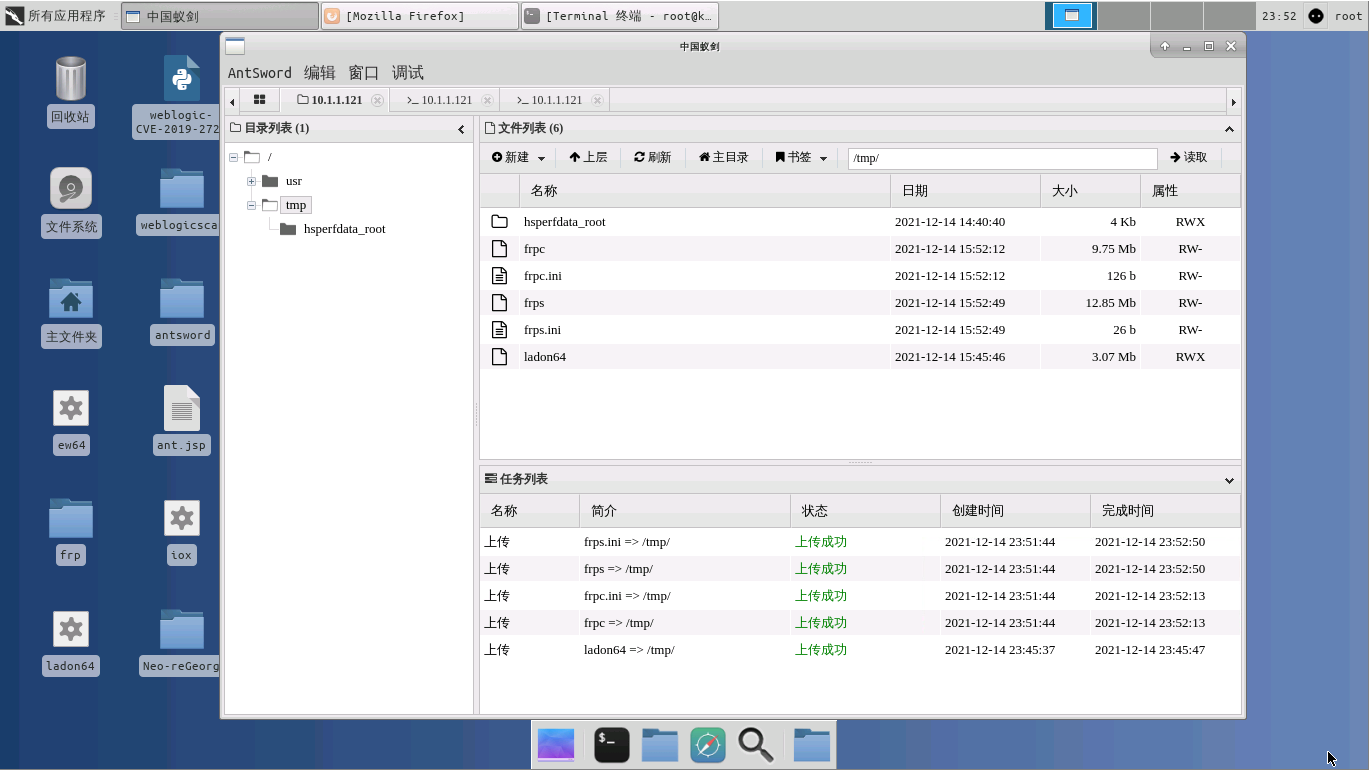 所有应用程序 中国蚁剑 [Mozilla Firefox] [Terminal 终端 - root@k… 23:52 root
回收站
weblogic-
CVE-2019-272
文件系统
weblogicsca
主文件夹
antsword
ew64
ant.jsp
frp
iox
ladon64
Neo-reGeorg
中国蚁剑
AntSword 编辑 窗口 调试
10.1.1.121 10.1.1.121 10.1.1.121
目录列表 (1)
/
usr
tmp
hsperfdata_root
文件列表 (6)
新建 上层 刷新 主目录 书签 /tmp/ 读取
名称 日期 大小 属性
hsperfdata_root 2021-12-14 14:40:40 4 Kb RWX
frpc 2021-12-14 15:52:12 9.75 Mb RW-
frpc.ini 2021-12-14 15:52:12 126 b RW-
frps 2021-12-14 15:52:49 12.85 Mb RW-
frps.ini 2021-12-14 15:52:49 26 b RW-
ladon64 2021-12-14 15:45:46 3.07 Mb RWX
任务列表
名称 简介 状态 创建时间 完成时间
上传 frps.ini => /tmp/ 上传成功 2021-12-14 23:51:44 2021-12-14 23:52:50
上传 frps => /tmp/ 上传成功 2021-12-14 23:51:44 2021-12-14 23:52:50
上传 frpc.ini => /tmp/ 上传成功 2021-12-14 23:51:44 2021-12-14 23:52:13
上传 frpc => /tmp/ 上传成功 2021-12-14 23:51:44 2021-12-14 23:52:13
上传 ladon64 => /tmp/ 上传成功 2021-12-14 23:45:37 2021-12-14 23:45:47
$_